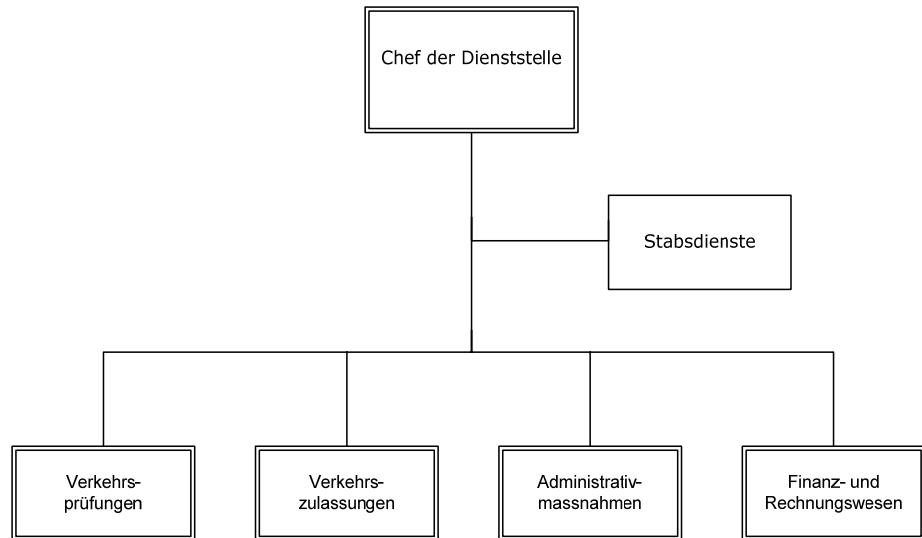 Chef der Dienststelle
Stabsdienste
Verkehrs-
prüfungen
Verkehrs-
zulassungen
Administrativ-
massnahmen
Finanz- und
Rechnungswesen